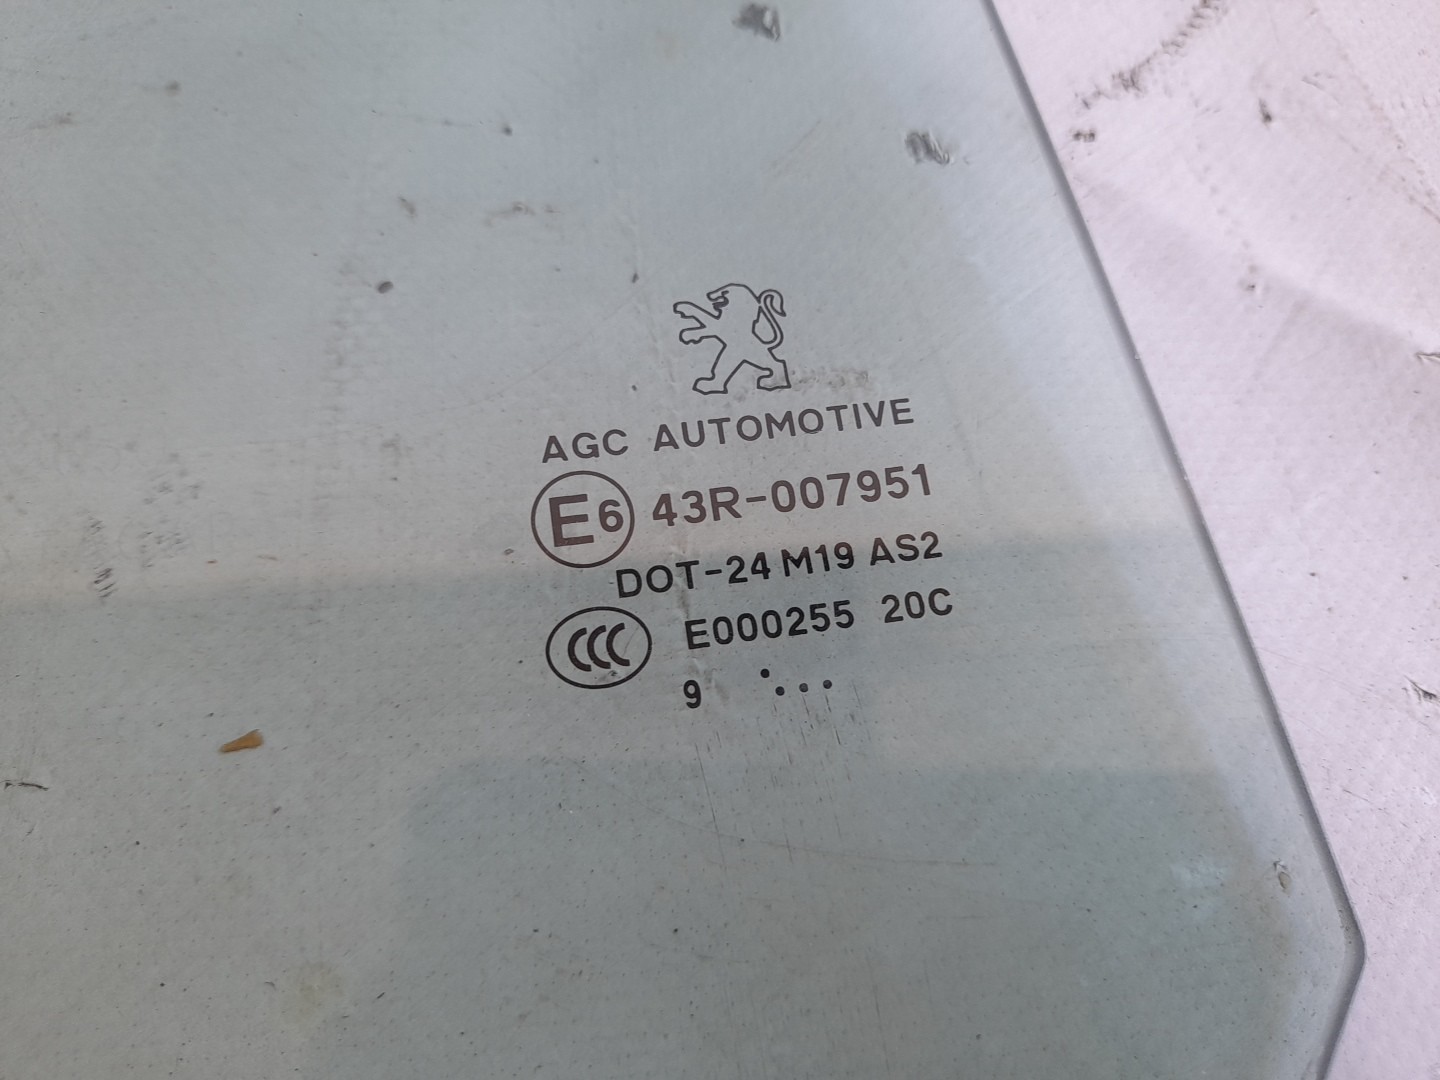 AGC AUTOMOTIVE
E6 43R-007951
DOT-24 M19 AS2
CCC E000255 20C
9 . . . .